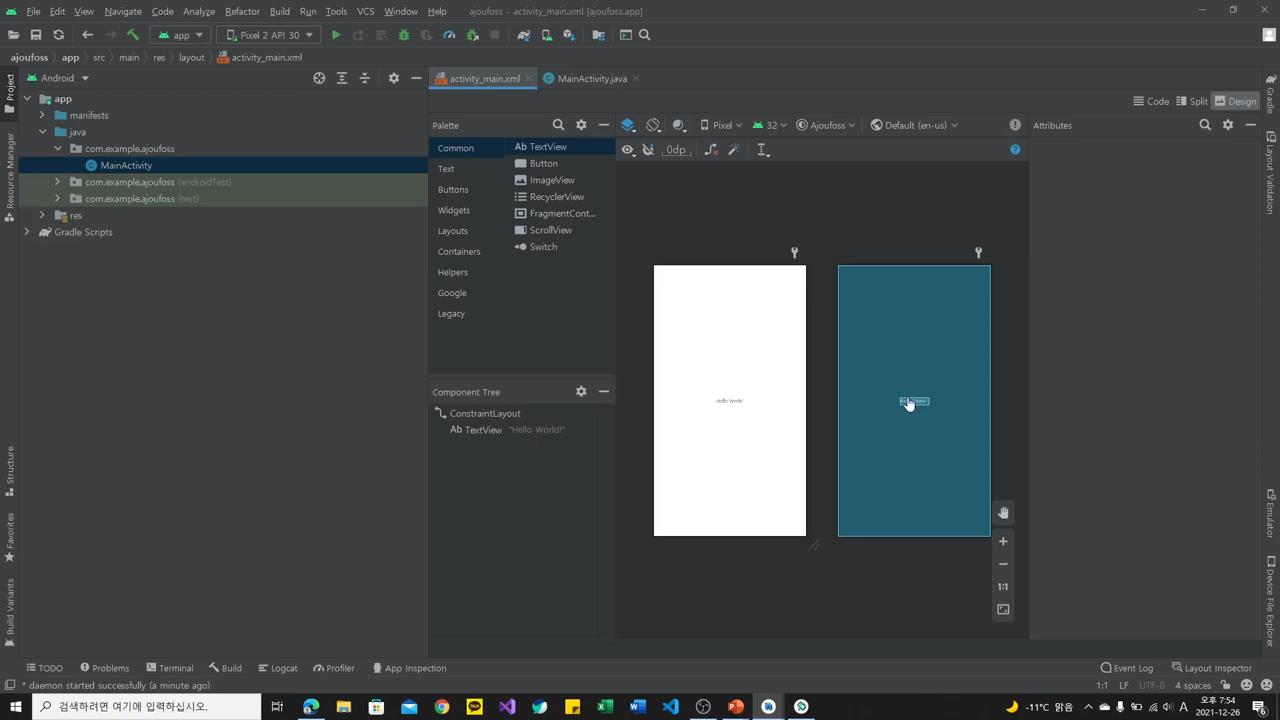 File Edit View Navigate Code Analyze Refactor Build Run Tools VCS Window Help ajoufoss - activity_main.xml [ajoufoss.app]
app Pixel 2 API 30
ajoufoss app src main res layout activity_main.xml
Android
activity_main.xml MainActivity.java
Project
Resource Manager
Structure
Favorites
Build Variants
app
manifests
java
com.example.ajoufoss
MainActivity
com.example.ajoufoss (androidTest)
com.example.ajoufoss (test)
res
Gradle Scripts
Code Split Design
Palette
Common
Text
Buttons
Widgets
Layouts
Containers
Helpers
Google
Legacy
Ab TextView
Button
ImageView
RecyclerView
FragmentCont...
ScrollView
Switch
Component Tree
ConstraintLayout
Ab TextView "Hello World!"
Pixel 32 Ajoufoss Default (en-us)
0dp
Hello World!
1:1
Attributes
Gradle
Layout Validation
Emulator
Device File Explorer
TODO Problems Terminal Build Logcat Profiler App Inspection Event Log Layout Inspector
* daemon started successfully (a minute ago) 1:1 LF UTF-8 4 spaces
검색하려면 여기에 입력하십시오.
TALK
-11°C 맑음 A 오후 7:54
2021-12-26